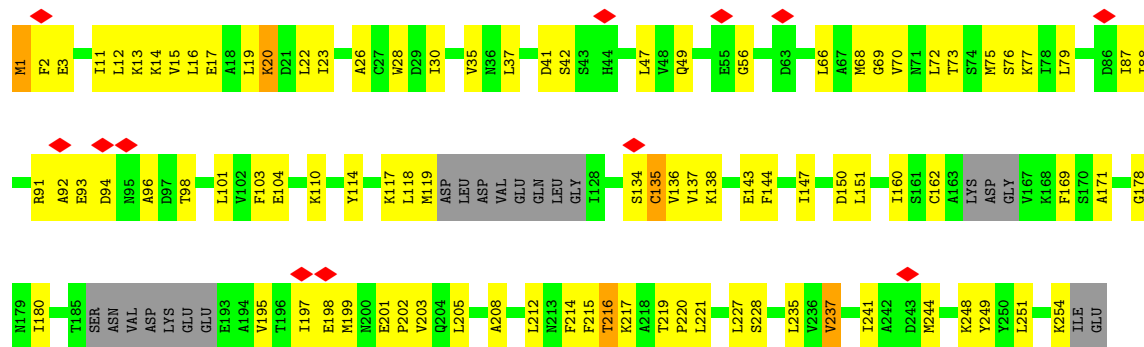 M1 F2 E3 I11 L12 K13 K14 V15 L16 E17 A18 L19 K20 D21 L22 I23 A26 C27 W28 D29 I30 V35 N36 L37 D41 S42 S43 H44 L47 V48 Q49 E55 G56 D63 L66 A67 M68 G69 V70 N71 L72 T73 S74 M75 S76 K77 I78 L79 D86 I87 I88
R91 A92 E93 D94 N95 A96 D97 T98 L101 V102 F103 E104 K110 Y114 K117 L118 M119 ASP LEU ASP VAL GLU GLN LEU GLY I128 S134 C135 V136 V137 K138 E143 F144 I147 D150 L151 I160 S161 C162 A163 LYS ASP GLY V167 K168 F169 S170 A171 G178
N179 I180 T185 SER ASN VAL ASP LYS GLU GLU E193 A194 V195 T196 I197 E198 M199 N200 E201 P202 V203 Q204 L205 A208 L212 N213 F214 F215 T216 K217 A218 T219 P220 L221 L227 S228 L235 V236 V237 I241 A242 D243 M244 K248 Y249 Y250 L251 K254 ILE GLU